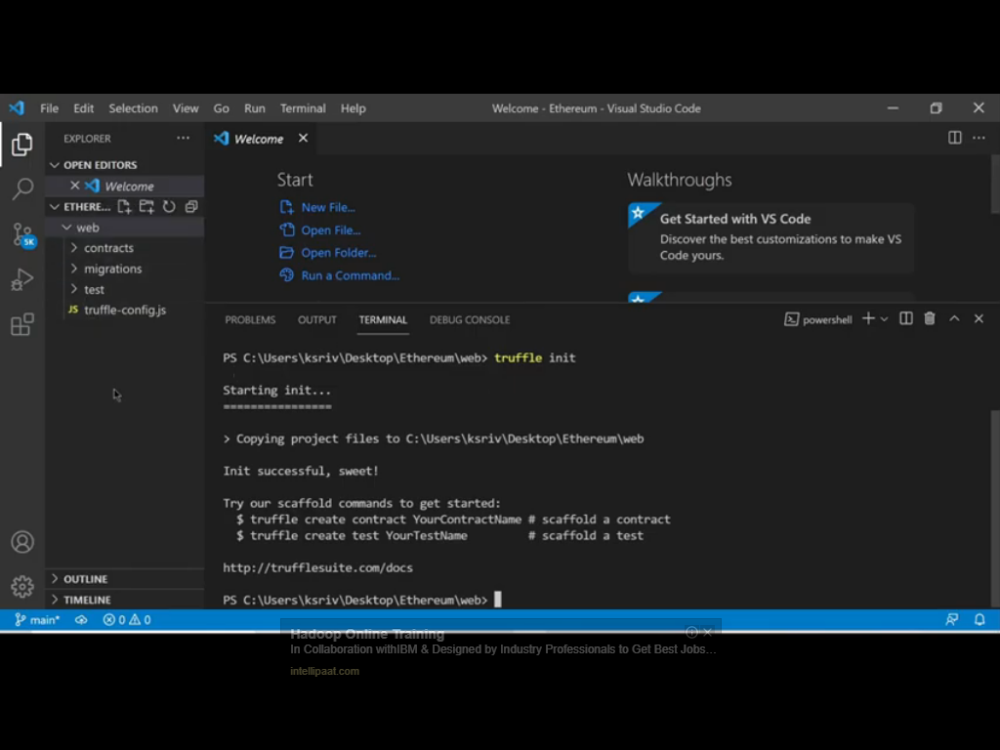 File Edit Selection View Go Run Terminal Help Welcome - Ethereum - Visual Studio Code
EXPLORER
OPEN EDITORS
Welcome
ETHERE...
web
contracts
migrations
test
JS truffle-config.js
5K
OUTLINE
TIMELINE
Welcome
Start
New File...
Open File...
Open Folder...
Run a Command...
Walkthroughs
Get Started with VS Code
Discover the best customizations to make VS
Code yours.
PROBLEMS OUTPUT TERMINAL DEBUG CONSOLE powershell
PS C:\Users\ksriv\Desktop\Ethereum\web> truffle init
Starting init...
================
> Copying project files to C:\Users\ksriv\Desktop\Ethereum\web
Init successful, sweet!
Try our scaffold commands to get started:
$ truffle create contract YourContractName # scaffold a contract
$ truffle create test YourTestName # scaffold a test
http://trufflesuite.com/docs
PS C:\Users\ksriv\Desktop\Ethereum\web>
main* 0 0
Hadoop Online Training
In Collaboration withIBM & Designed by Industry Professionals to Get Best Jobs...
intellipaat.com